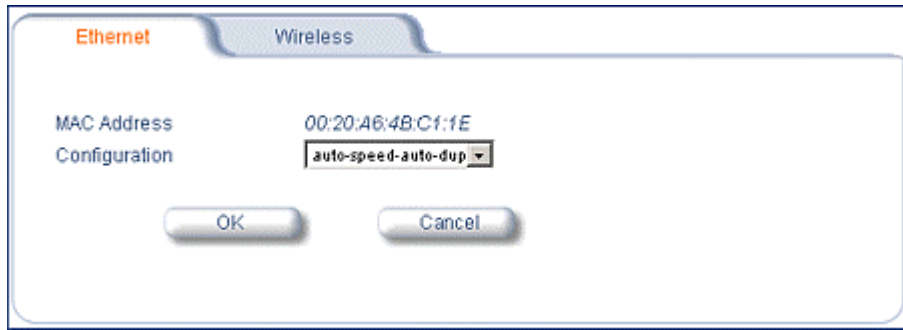 Ethernet Wireless
MAC Address 00:20:A6:4B:C1:1E
Configuration auto-speed-auto-dup
OK Cancel